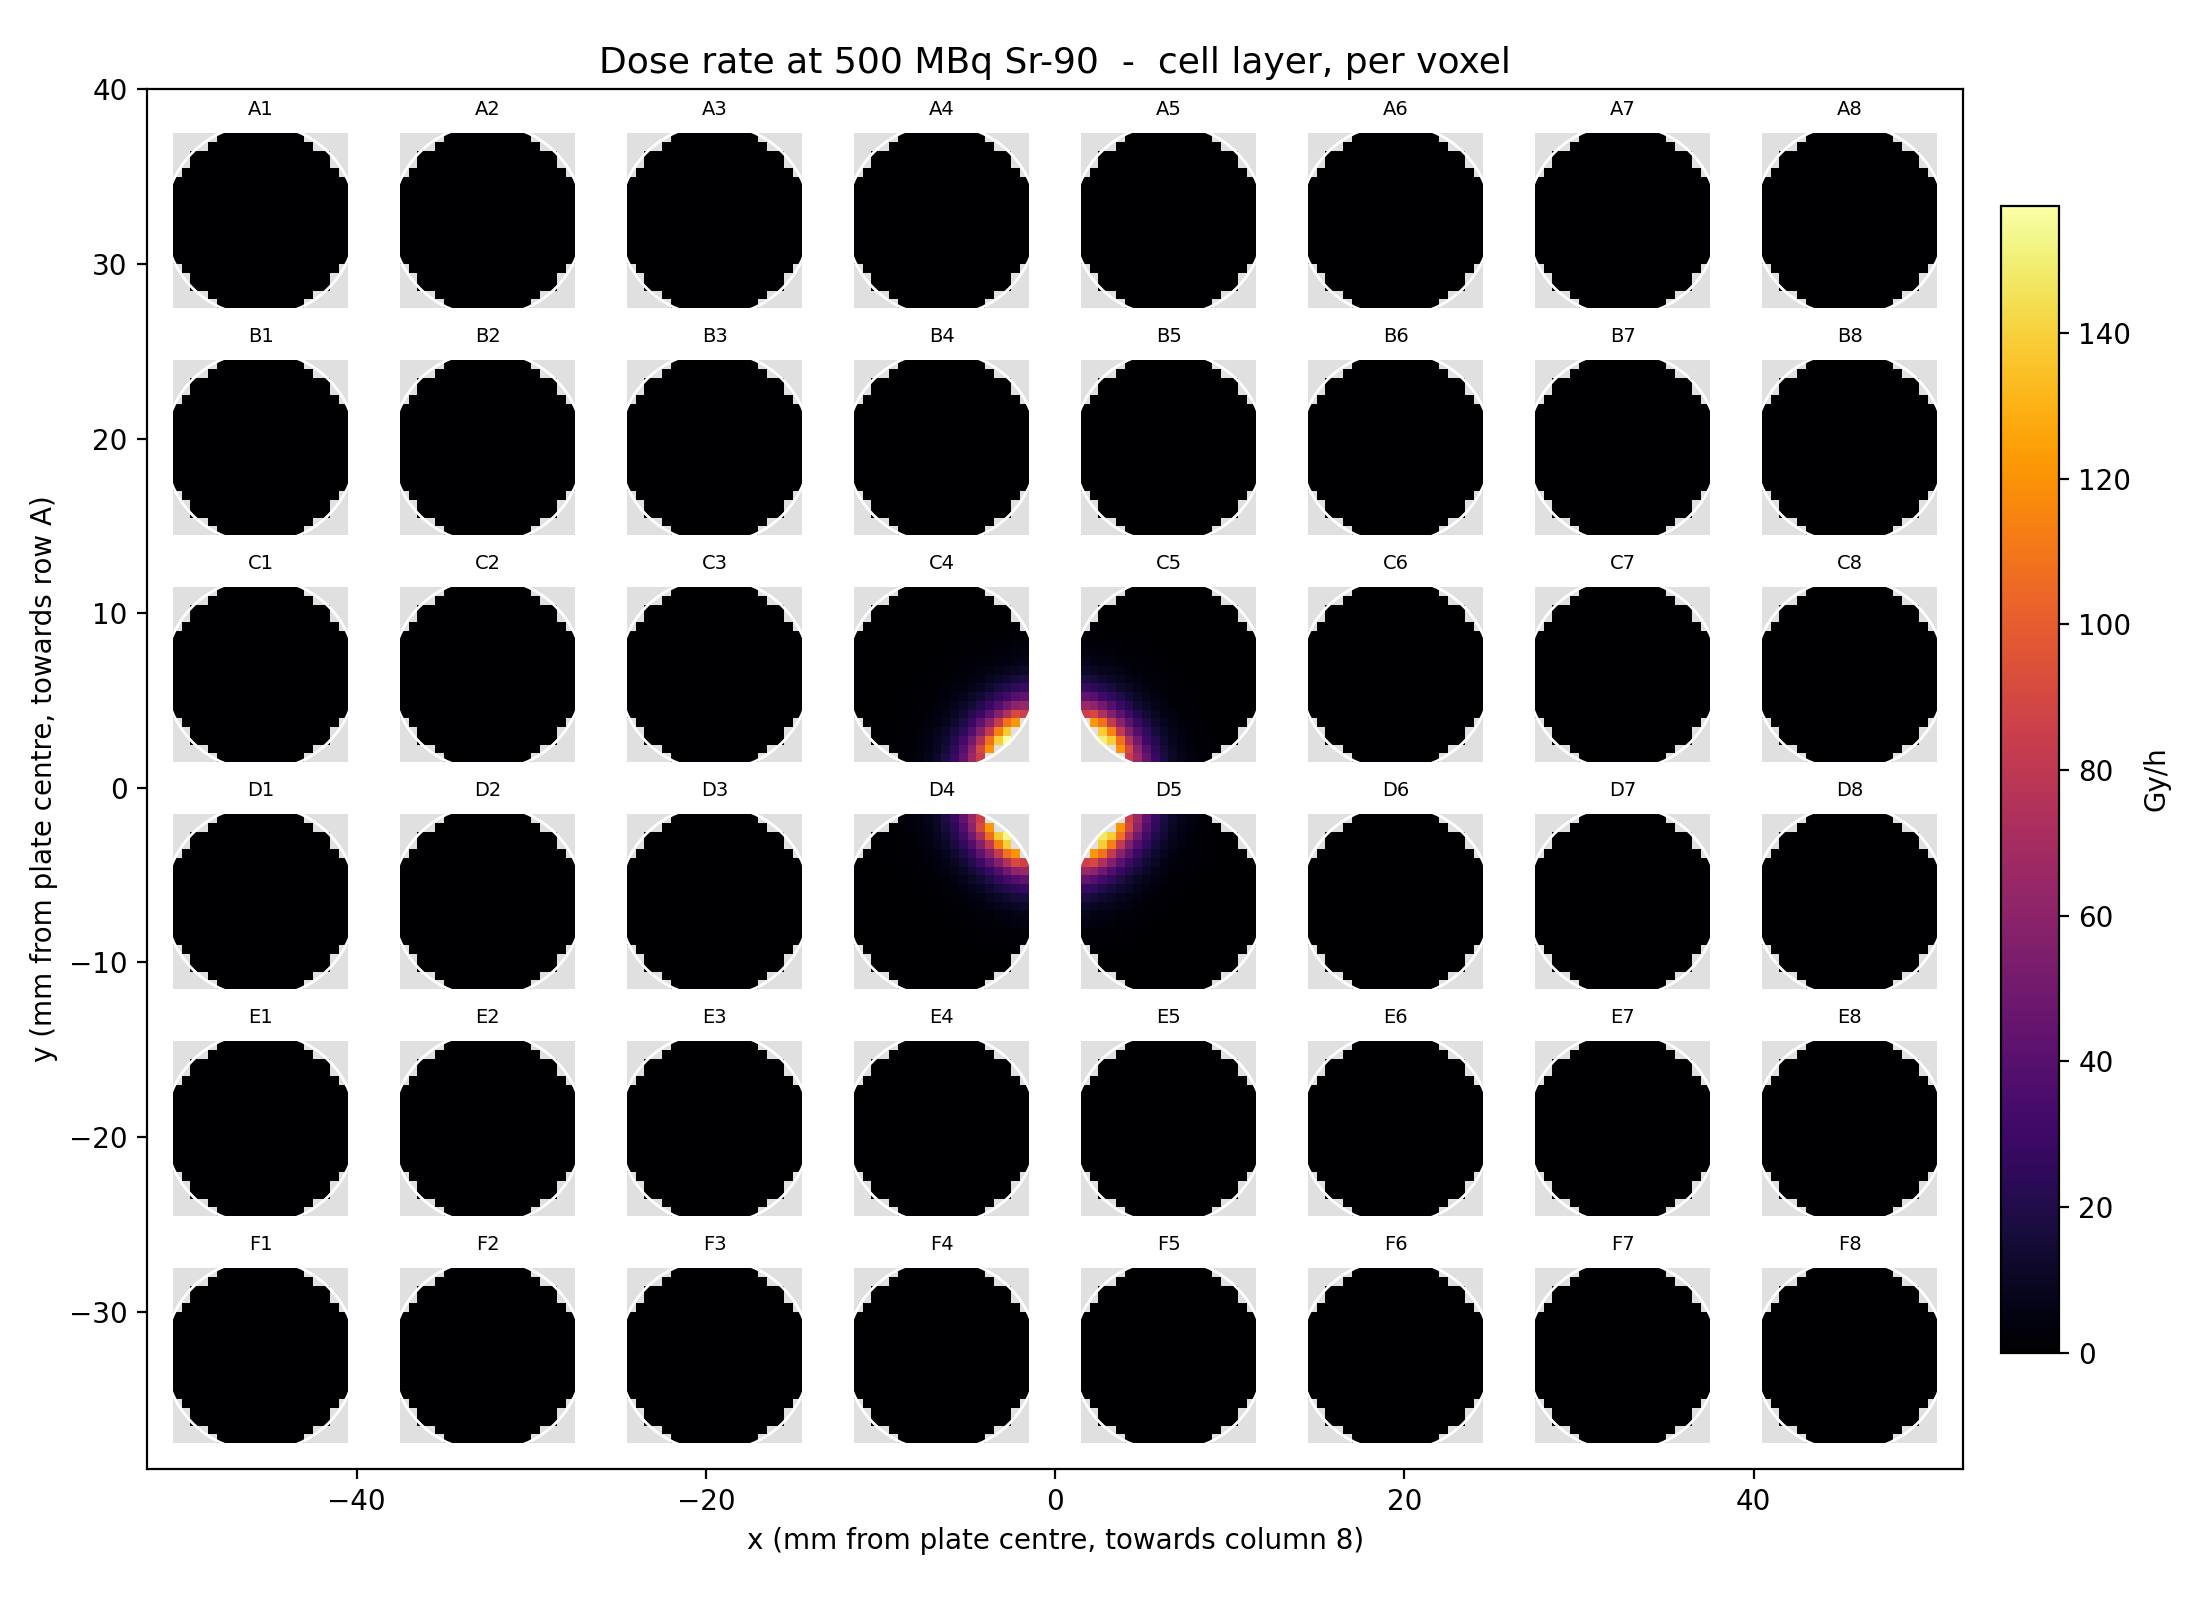 Dose rate at 500 MBq Sr-90  -  cell layer, per voxel
40
30
20
10
0
−10
−20
−30
y (mm from plate centre, towards row A)
A1 A2 A3 A4 A5 A6 A7 A8
B1 B2 B3 B4 B5 B6 B7 B8
C1 C2 C3 C4 C5 C6 C7 C8
D1 D2 D3 D4 D5 D6 D7 D8
E1 E2 E3 E4 E5 E6 E7 E8
F1 F2 F3 F4 F5 F6 F7 F8
−40 −20 0 20 40
x (mm from plate centre, towards column 8)
140
120
100
80
60
40
20
0
Gy/h